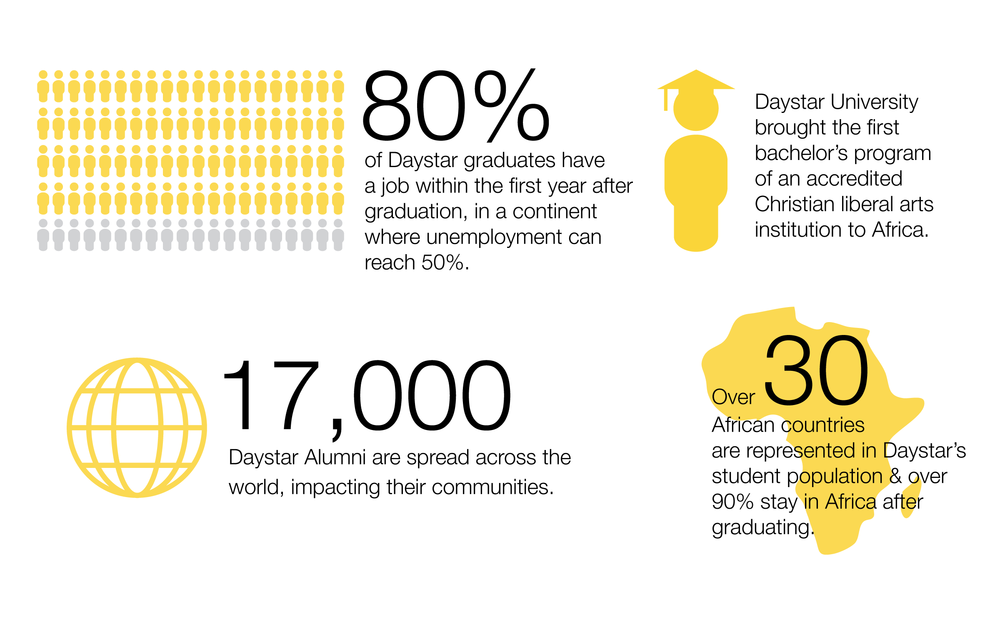 80%
of Daystar graduates have
a job within the first year after
graduation, in a continent
where unemployment can
reach 50%.
Daystar University
brought the first
bachelor’s program
of an accredited
Christian liberal arts
institution to Africa.
17,000
Daystar Alumni are spread across the
world, impacting their communities.
Over 30
African countries
are represented in Daystar’s
student population & over
90% stay in Africa after
graduating.